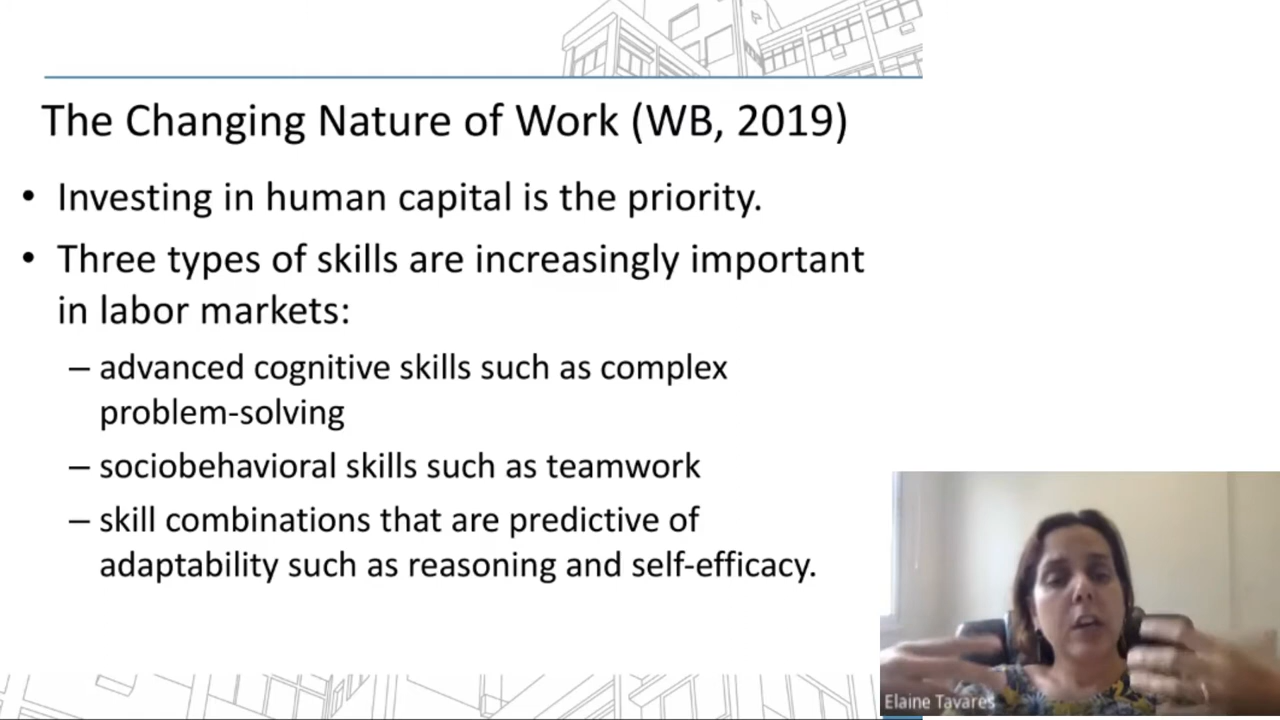 The Changing Nature of Work (WB, 2019)
• Investing in human capital is the priority.
• Three types of skills are increasingly important
in labor markets:
– advanced cognitive skills such as complex
problem-solving
– sociobehavioral skills such as teamwork
– skill combinations that are predictive of
adaptability such as reasoning and self-efficacy.
Elaine Tavares